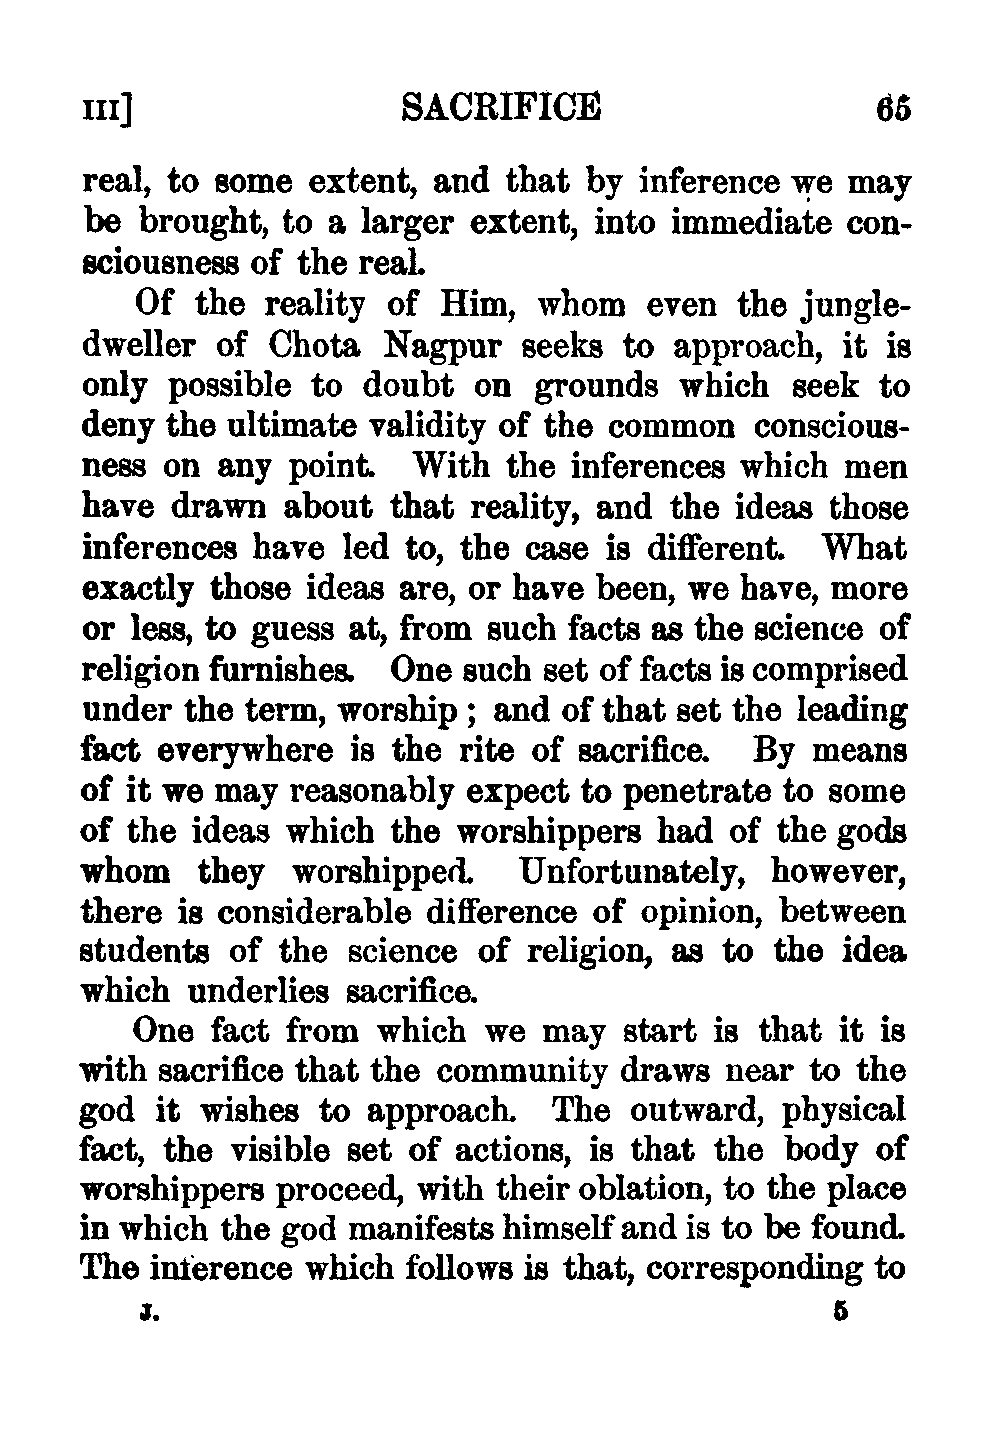 III] SACRIFICE 65
real, to some extent, and that by inference we may
be brought, to a larger extent, into immediate con-
sciousness of the real.
Of the reality of Him, whom even the jungle-
dweller of Chota Nagpur seeks to approach, it is
only possible to doubt on grounds which seek to
deny the ultimate validity of the common conscious-
ness on any point. With the inferences which men
have drawn about that reality, and the ideas those
inferences have led to, the case is different. What
exactly those ideas are, or have been, we have, more
or less, to guess at, from such facts as the science of
religion furnishes. One such set of facts is comprised
under the term, worship ; and of that set the leading
fact everywhere is the rite of sacrifice. By means
of it we may reasonably expect to penetrate to some
of the ideas which the worshippers had of the gods
whom they worshipped. Unfortunately, however,
there is considerable difference of opinion, between
students of the science of religion, as to the idea
which underlies sacrifice.
One fact from which we may start is that it is
with sacrifice that the community draws near to the
god it wishes to approach. The outward, physical
fact, the visible set of actions, is that the body of
worshippers proceed, with their oblation, to the place
in which the god manifests himself and is to be found.
The inference which follows is that, corresponding to
J. 5